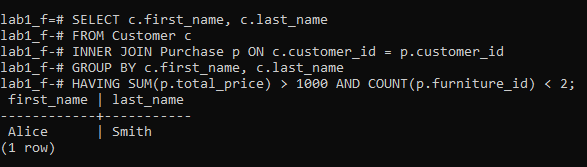 lab1_f=# SELECT c.first_name, c.last_name
lab1_f-# FROM Customer c
lab1_f-# INNER JOIN Purchase p ON c.customer_id = p.customer_id
lab1_f-# GROUP BY c.first_name, c.last_name
lab1_f-# HAVING SUM(p.total_price) > 1000 AND COUNT(p.furniture_id) < 2;
 first_name | last_name
------------+-----------
 Alice      | Smith
(1 row)